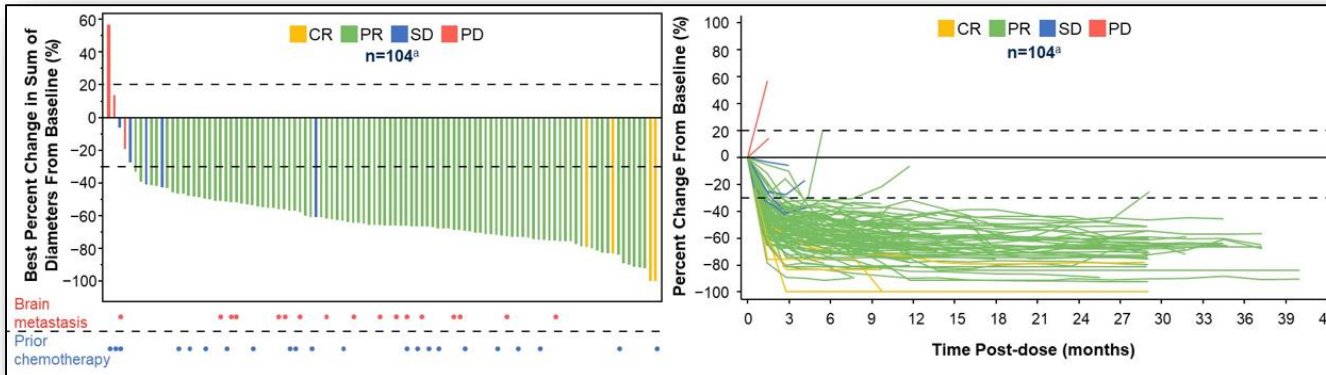 Best Percent Change in Sum of
Diameters From Baseline (%)
60
40
20
0
−20
−40
−60
−80
−100
CR PR SD PD
n=104ᵃ
Brain
metastasis
Prior
chemotherapy
Percent Change From Baseline (%)
100
80
60
40
20
0
−20
−40
−60
−80
−100
CR PR SD PD
n=104ᵃ
0 3 6 9 12 15 18 21 24 27 30 33 36 39 4
Time Post-dose (months)